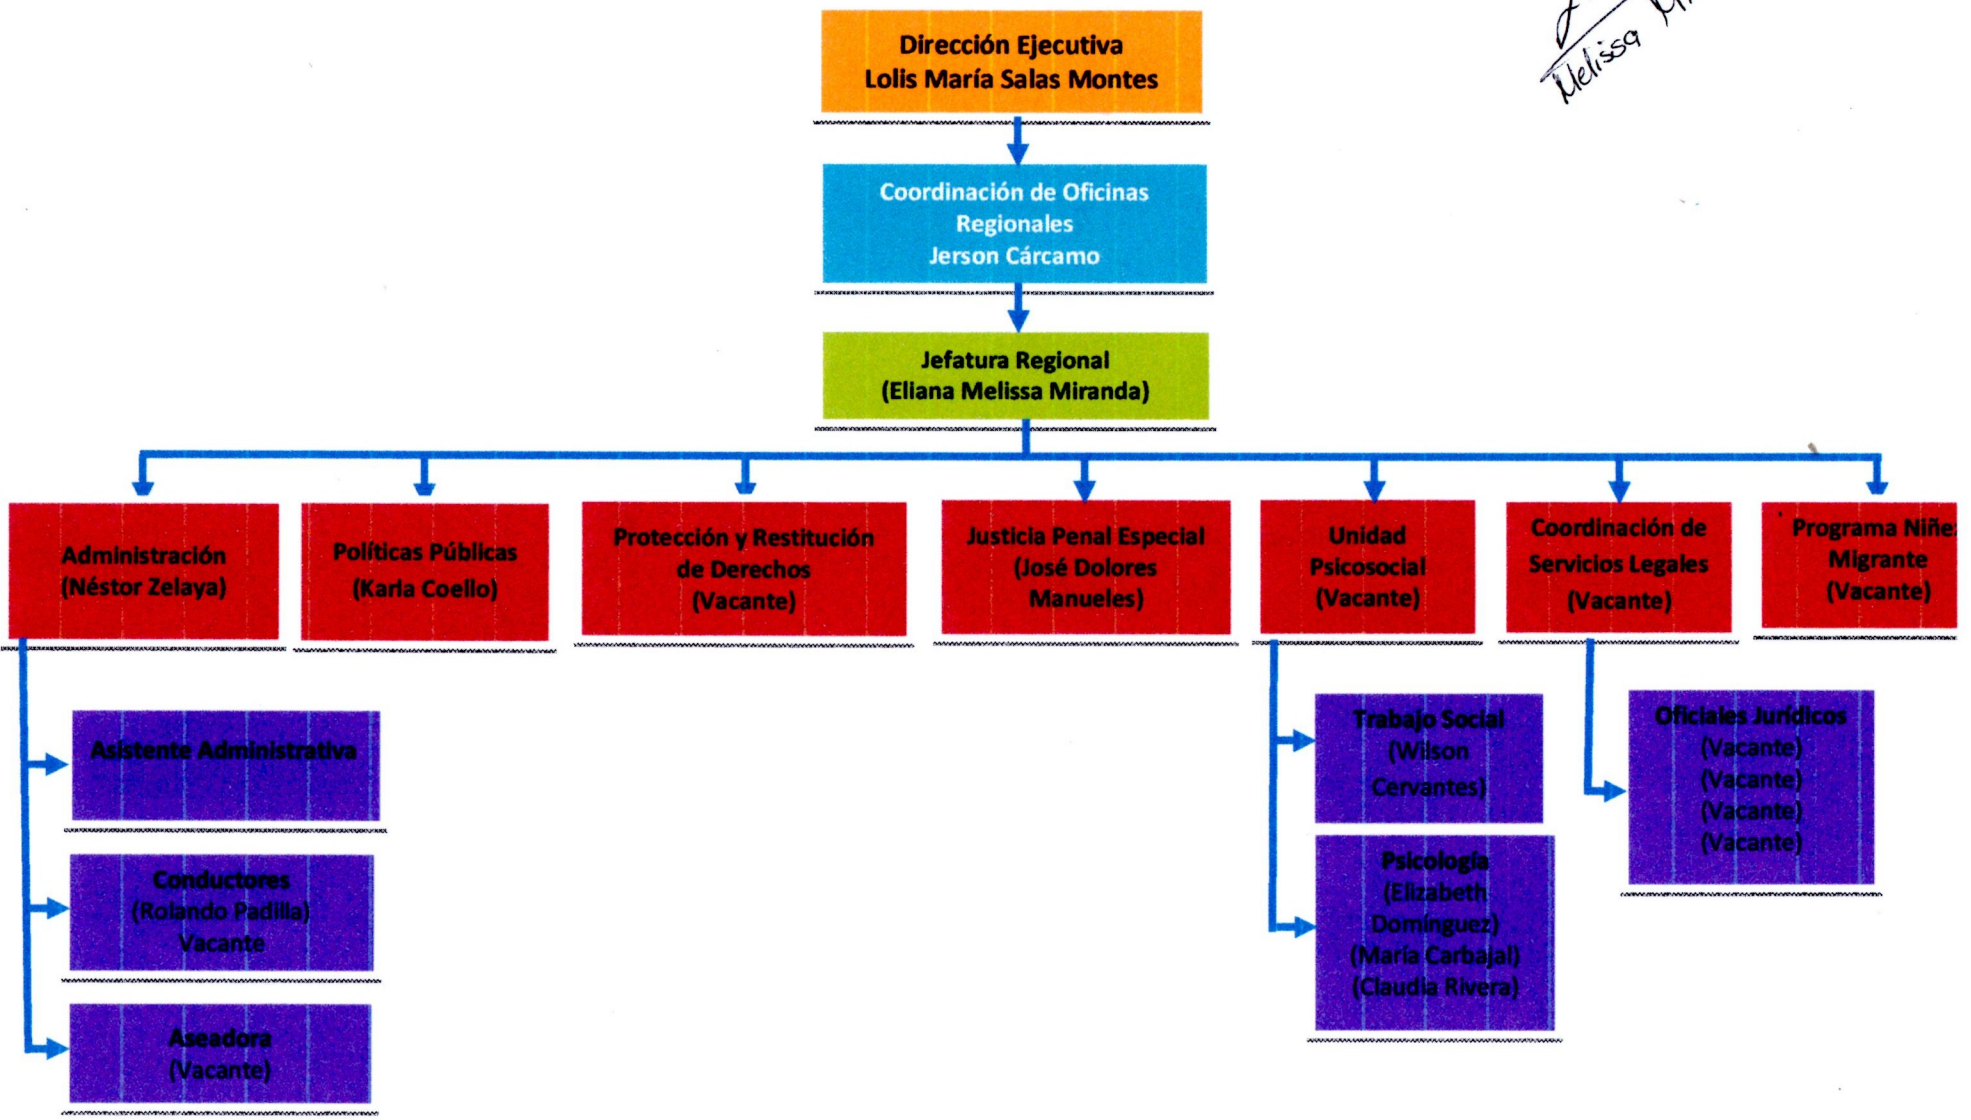 Melissa
Dirección Ejecutiva
Lolis María Salas Montes
Coordinación de Oficinas
Regionales
Jerson Cárcamo
Jefatura Regional
(Eliana Melissa Miranda)
Administración
(Néstor Zelaya)
Políticas Públicas
(Karla Coello)
Protección y Restitución
de Derechos
(Vacante)
Justicia Penal Especial
(José Dolores
Manueles)
Unidad
Psicosocial
(Vacante)
Coordinación de
Servicios Legales
(Vacante)
Programa Niñe
Migrante
(Vacante)
Asistente Administrativa
Conductores
(Rolando Padilla)
Vacante
Aseadora
(Vacante)
Trabajo Social
(Wilson
Cervantes)
Psicología
(Elizabeth
Domínguez)
(María Carbajal)
(Claudia Rivera)
Oficiales Jurídicos
(Vacante)
(Vacante)
(Vacante)
(Vacante)